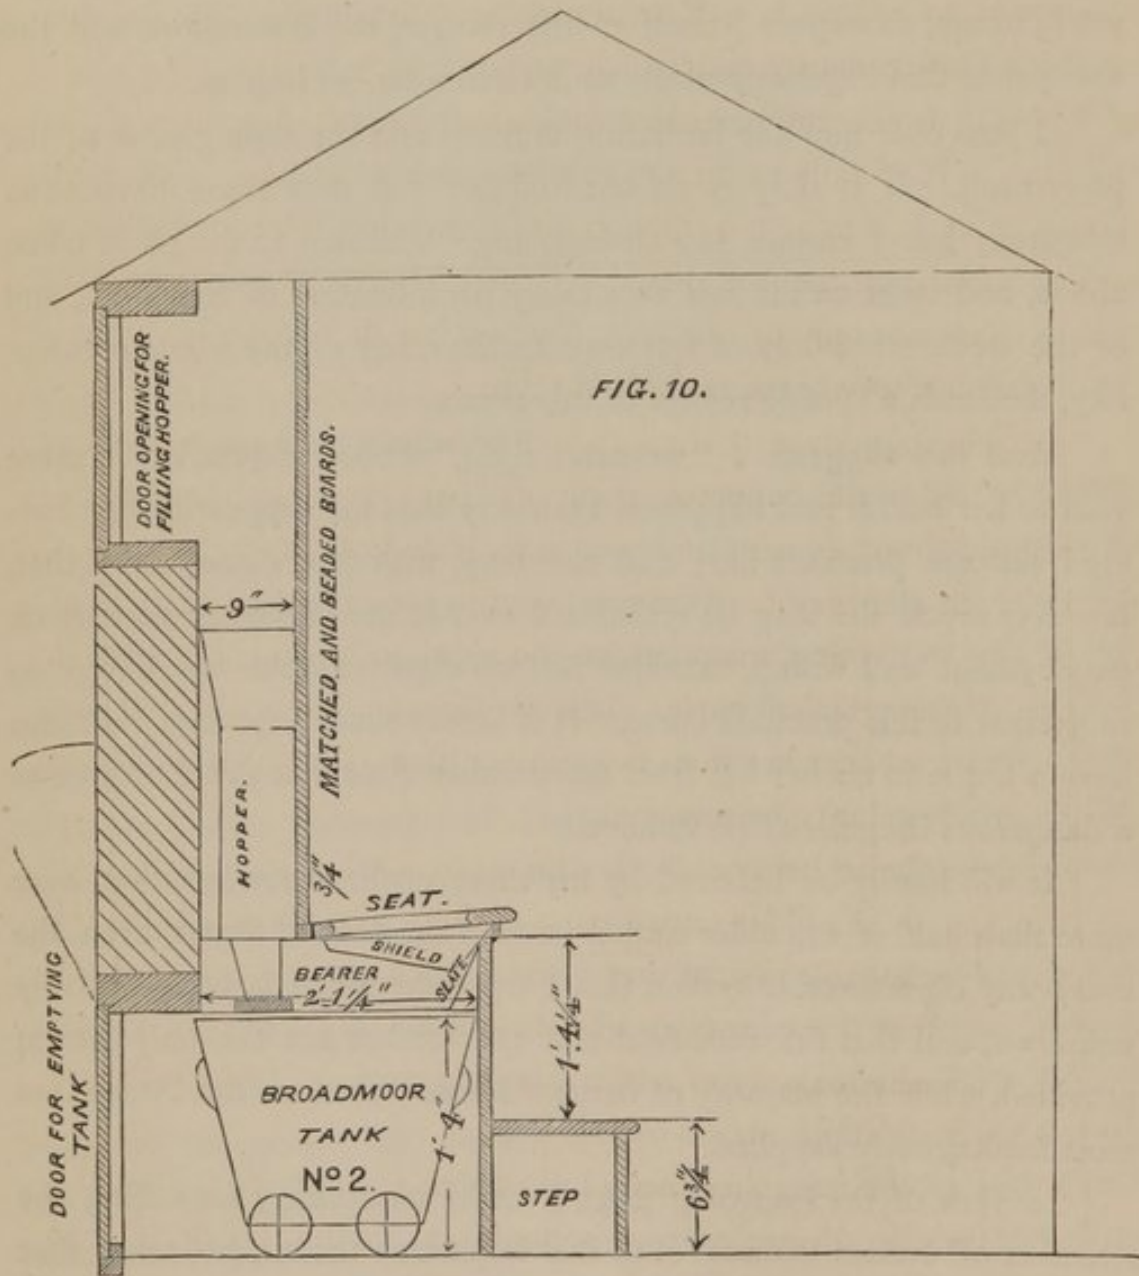 FIG. 10.
DOOR OPENING FOR
FILLING HOPPER.
MATCHED, AND BEADED BOARDS.
9"
HOPPER.
3/4"
SEAT.
SHIELD
SLATE
BEARER
2'·1 1/4"
DOOR FOR EMPTYING
TANK
BROADMOOR
TANK
Nº 2.
1'·4"
1'·4 1/4"
STEP
6 3/4"